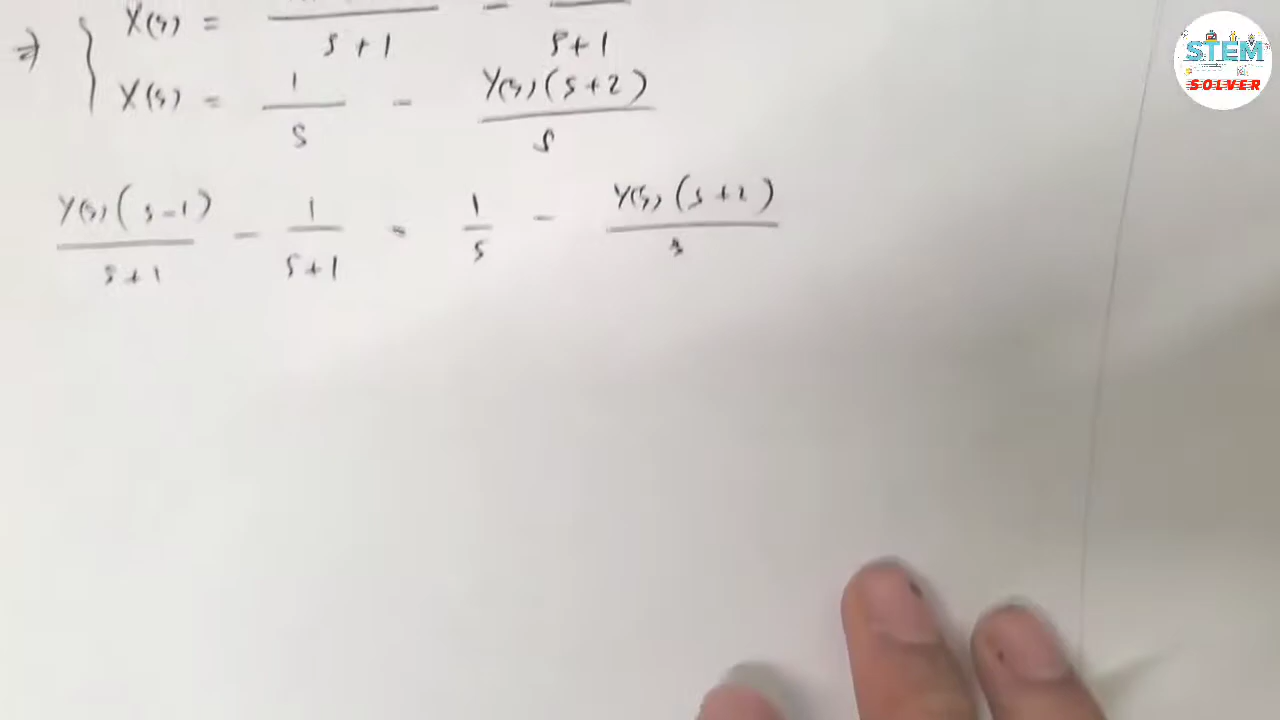 ⇒ { X(s) = / s+1 - / s+1
X(s) = 1/s - Y(s)(s+2)/s
Y(s)(s-1)/s+1 - 1/s+1 = 1/s - Y(s)(s+2)/s
STEM
SOLVER